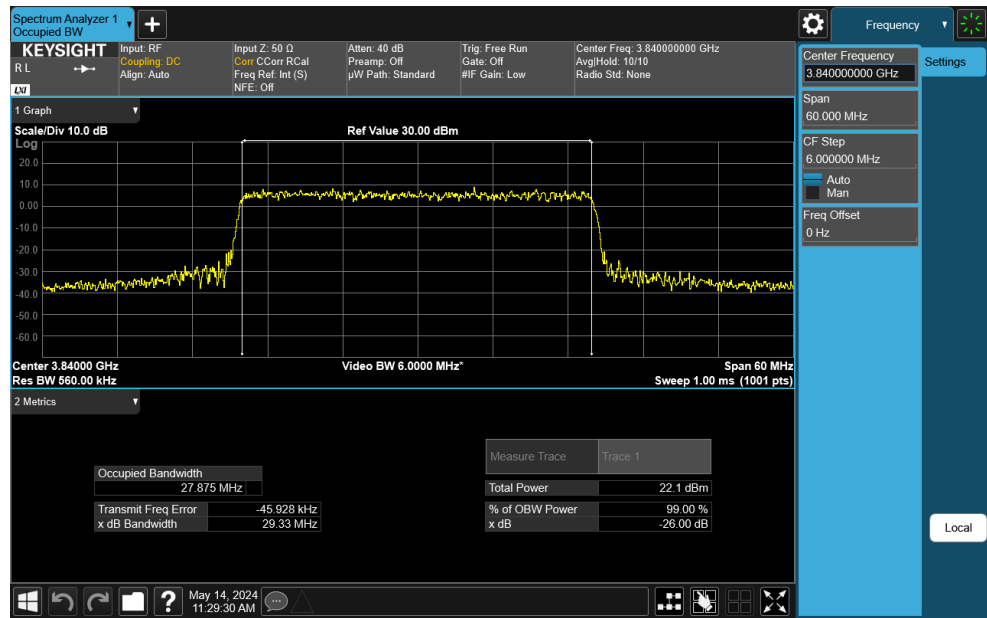 Spectrum Analyzer 1
Occupied BW
Frequency
KEYSIGHT
R L
LXI
Input: RF
Coupling: DC
Align: Auto
Input Z: 50 Ω
Corr CCorr RCal
Freq Ref: Int (S)
NFE: Off
Atten: 40 dB
Preamp: Off
µW Path: Standard
Trig: Free Run
Gate: Off
#IF Gain: Low
Center Freq: 3.840000000 GHz
Avg|Hold: 10/10
Radio Std: None
Center Frequency
3.840000000 GHz
Settings
Span
60.000 MHz
CF Step
6.000000 MHz
Auto
Man
Freq Offset
0 Hz
Local
1 Graph
Scale/Div 10.0 dB
Ref Value 30.00 dBm
Log
20.0
10.0
0.00
-10.0
-20.0
-30.0
-40.0
-50.0
-60.0
Center 3.84000 GHz
Video BW 6.0000 MHz*
Span 60 MHz
Res BW 560.00 kHz
Sweep 1.00 ms (1001 pts)
2 Metrics
Measure Trace
Trace 1
Occupied Bandwidth
27.875 MHz
Total Power
22.1 dBm
Transmit Freq Error
-45.928 kHz
% of OBW Power
99.00 %
x dB Bandwidth
29.33 MHz
x dB
-26.00 dB
?
May 14, 2024
11:29:30 AM